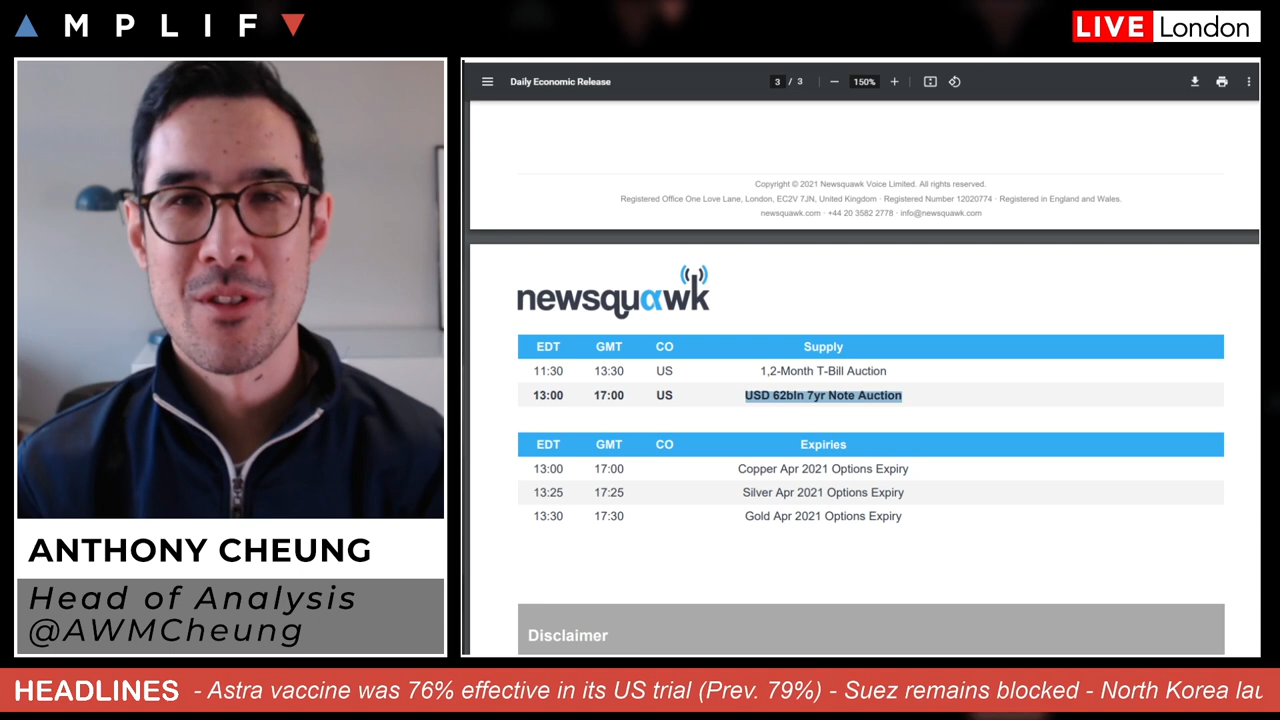 ▲ M P L I F ▼
LIVE London
Daily Economic Release
3 / 3
150%
Copyright © 2021 Newsquawk Voice Limited. All rights reserved.
Registered Office One Love Lane, London, EC2V 7JN, United Kingdom · Registered Number 12020774 · Registered in England and Wales.
newsquawk.com · +44 20 3582 2778 · info@newsquawk.com
newsquawk
EDT GMT CO Supply
11:30 13:30 US 1,2-Month T-Bill Auction
13:00 17:00 US USD 62bln 7yr Note Auction
EDT GMT CO Expiries
13:00 17:00 Copper Apr 2021 Options Expiry
13:25 17:25 Silver Apr 2021 Options Expiry
13:30 17:30 Gold Apr 2021 Options Expiry
Disclaimer
ANTHONY CHEUNG
Head of Analysis
@AWMCheung
HEADLINES - Astra vaccine was 76% effective in its US trial (Prev. 79%) - Suez remains blocked - North Korea